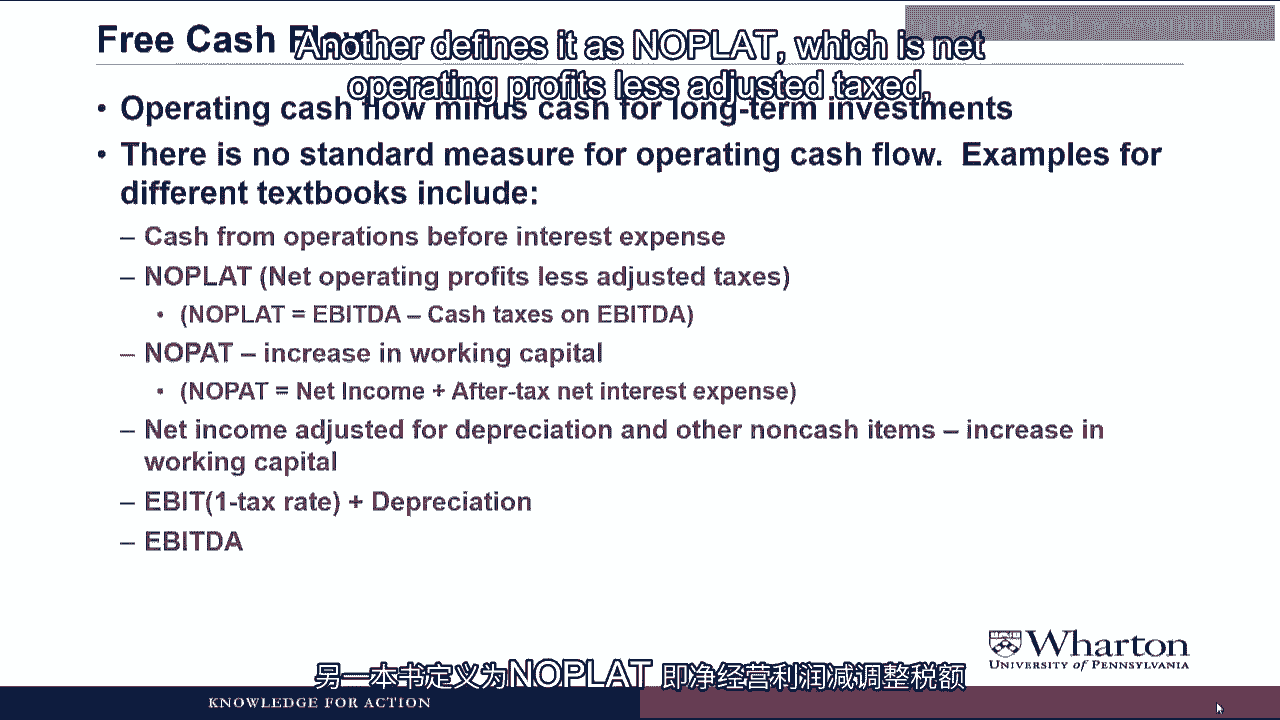 Free Cash Flow
Another defines it as NOPLAT, which is net
operating profits less adjusted taxed,
• Operating cash flow minus cash for long-term investments
• There is no standard measure for operating cash flow. Examples for
different textbooks include:
– Cash from operations before interest expense
– NOPLAT (Net operating profits less adjusted taxes)
• (NOPLAT = EBITDA – Cash taxes on EBITDA)
– NOPAT – increase in working capital
• (NOPAT = Net Income + After-tax net interest expense)
– Net income adjusted for depreciation and other noncash items – increase in
working capital
– EBIT(1-tax rate) + Depreciation
– EBITDA
Wharton
UNIVERSITY of PENNSYLVANIA
另一本书定义为NOPLAT 即净经营利润减调整税额
KNOWLEDGE FOR ACTION